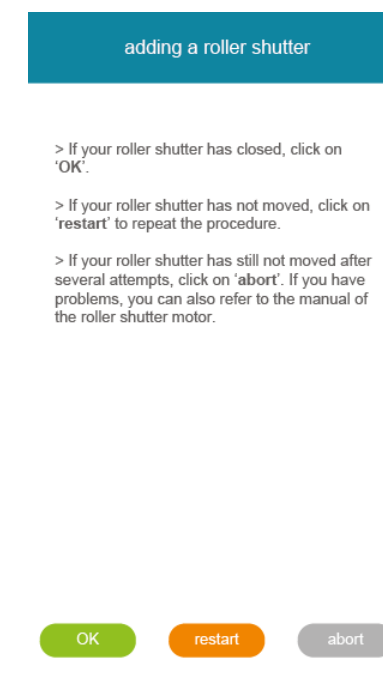 adding a roller shutter
> If your roller shutter has closed, click on
‘OK’.
> If your roller shutter has not moved, click on
‘restart’ to repeat the procedure.
> If your roller shutter has still not moved after
several attempts, click on ‘abort’. If you have
problems, you can also refer to the manual of
the roller shutter motor.
OK restart abort